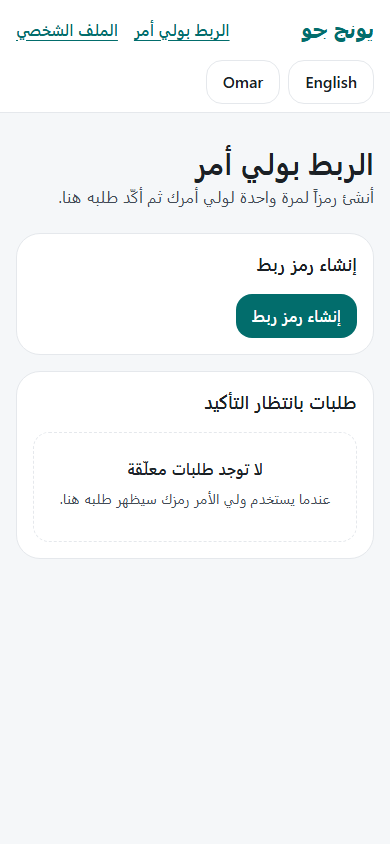 يونج جو
الربط بولي أمر
الملف الشخصي
English
Omar
الربط بولي أمر
أنشئ رمزاً لمرة واحدة لولي أمرك ثم أكّد طلبه هنا.
إنشاء رمز ربط
إنشاء رمز ربط
طلبات بانتظار التأكيد
لا توجد طلبات معلّقة
عندما يستخدم ولي الأمر رمزك سيظهر طلبه هنا.